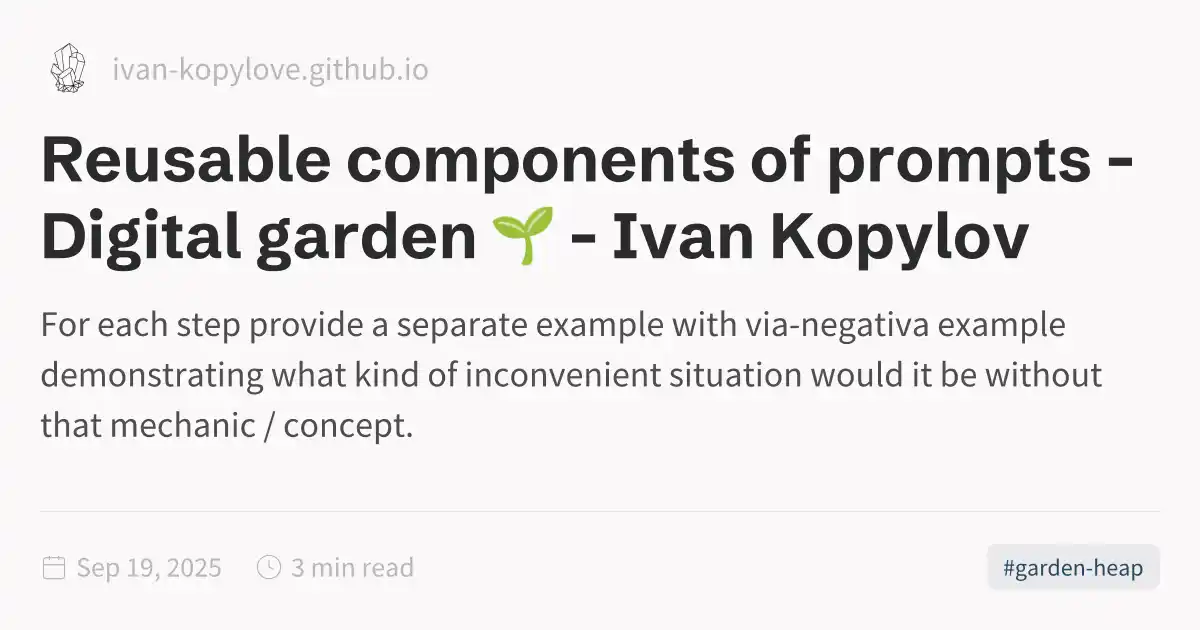 ivan-kopylove.github.io
Reusable components of prompts -
Digital garden 🌱 - Ivan Kopylov
For each step provide a separate example with via-negativa example
demonstrating what kind of inconvenient situation would it be without
that mechanic / concept.
Sep 19, 2025
3 min read
#garden-heap